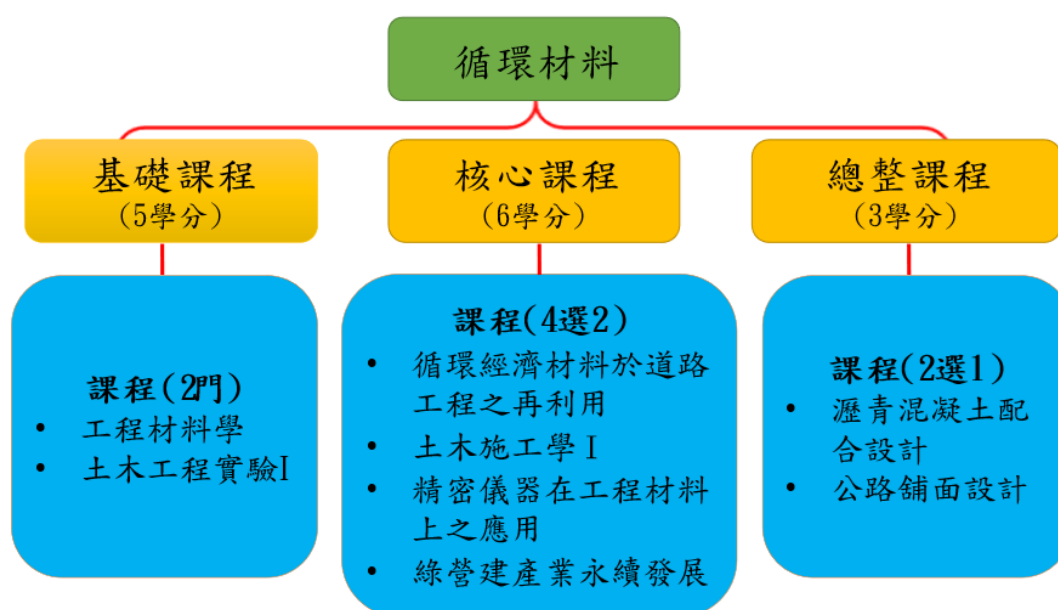 循環材料
基礎課程
(5學分)
核心課程
(6學分)
總整課程
(3學分)
課程(2門)
• 工程材料學
• 土木工程實驗I
課程(4選2)
• 循環經濟材料於道路
工程之再利用
• 土木施工學 I
• 精密儀器在工程材料
上之應用
• 綠營建產業永續發展
課程(2選1)
• 瀝青混凝土配
合設計
• 公路舖面設計